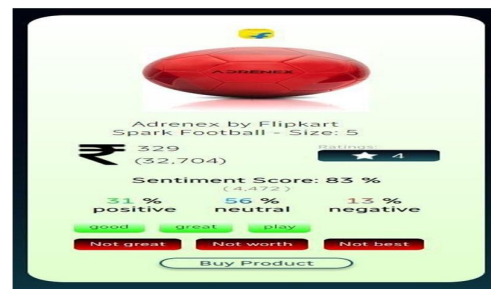 ADRENEX
Adrenex by Flipkart
Spark Football - Size: 5
₹ 329
(32,704)
Ratings:
★ 4
Sentiment Score: 83 %
(4,472)
31 % 56 % 13 %
positive neutral negative
good great play
Not great Not worth Not best
Buy Product